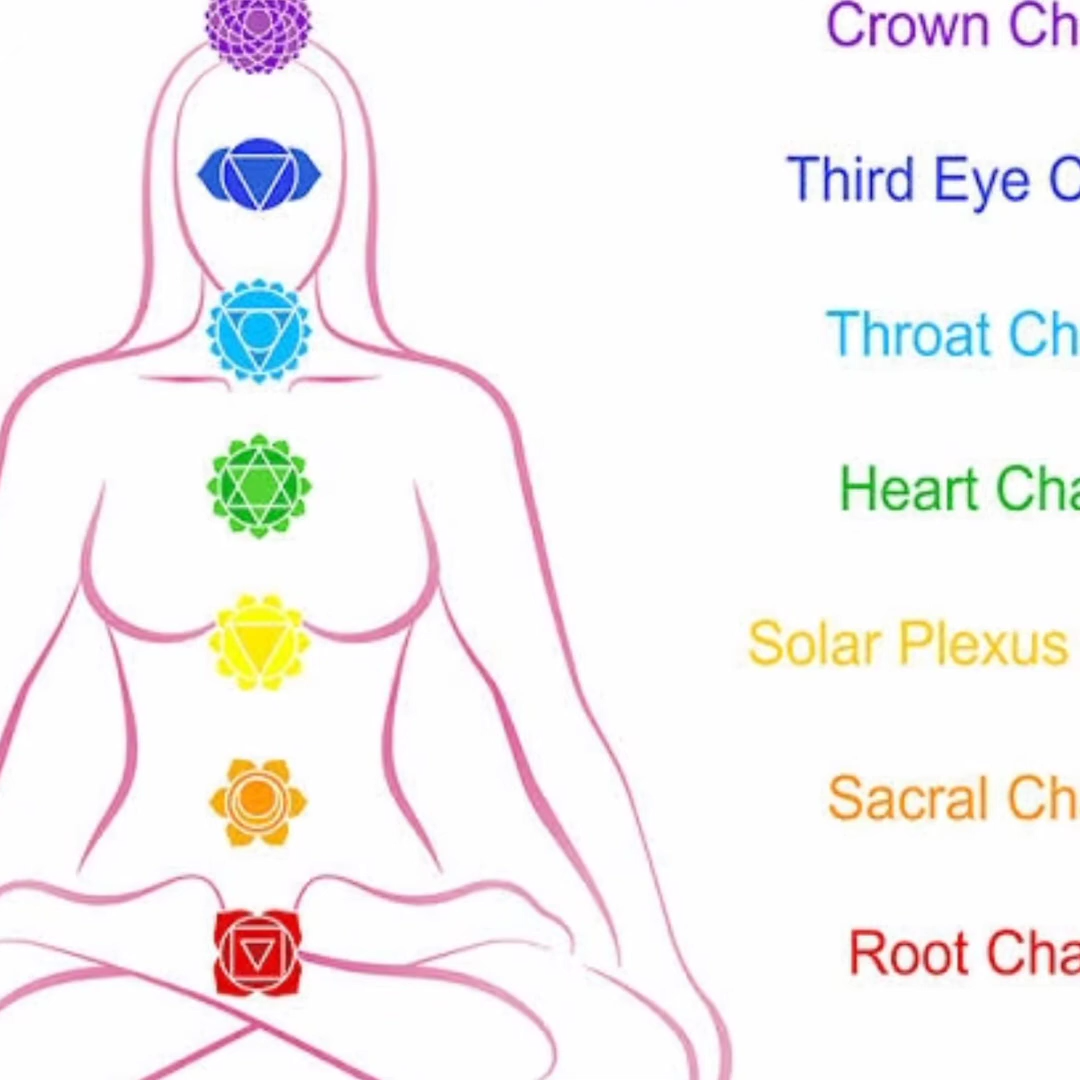 Crown Ch
Third Eye C
Throat Ch
Heart Cha
Solar Plexus
Sacral Ch
Root Cha